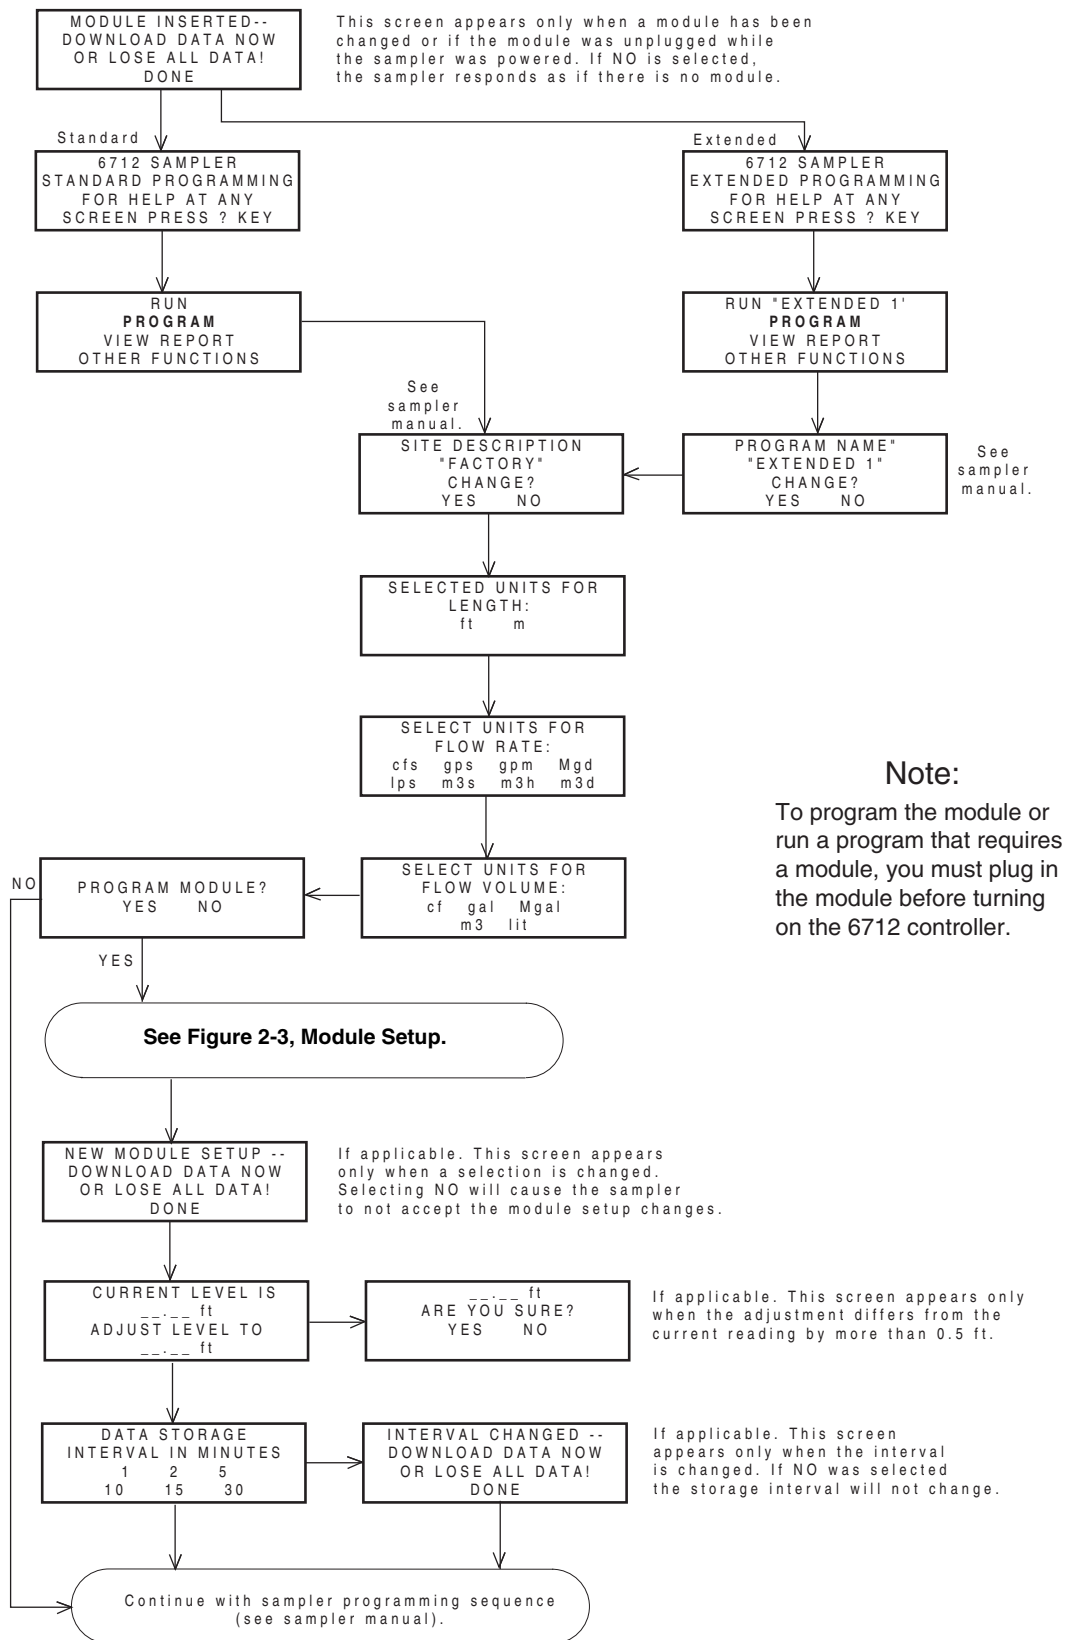 MODULE INSERTED--
DOWNLOAD DATA NOW
OR LOSE ALL DATA!
DONE
This screen appears only when a module has been
changed or if the module was unplugged while
the sampler was powered. If NO is selected,
the sampler responds as if there is no module.
Standard
Extended
6712 SAMPLER
STANDARD PROGRAMMING
FOR HELP AT ANY
SCREEN PRESS ? KEY
6712 SAMPLER
EXTENDED PROGRAMMING
FOR HELP AT ANY
SCREEN PRESS ? KEY
RUN
PROGRAM
VIEW REPORT
OTHER FUNCTIONS
RUN "EXTENDED 1'
PROGRAM
VIEW REPORT
OTHER FUNCTIONS
See
sampler
manual.
SITE DESCRIPTION
"FACTORY"
CHANGE?
YES NO
PROGRAM NAME"
"EXTENDED 1"
CHANGE?
YES NO
See
sampler
manual.
SELECTED UNITS FOR
LENGTH:
ft m
SELECT UNITS FOR
FLOW RATE:
cfs gps gpm Mgd
lps m3s m3h m3d
Note:
To program the module or
run a program that requires
a module, you must plug in
the module before turning
on the 6712 controller.
NO
PROGRAM MODULE?
YES NO
SELECT UNITS FOR
FLOW VOLUME:
cf gal Mgal
m3 lit
YES
See Figure 2-3, Module Setup.
NEW MODULE SETUP --
DOWNLOAD DATA NOW
OR LOSE ALL DATA!
DONE
If applicable. This screen appears
only when a selection is changed.
Selecting NO will cause the sampler
to not accept the module setup changes.
CURRENT LEVEL IS
__.__ ft
ADJUST LEVEL TO
__.__ ft
__.__ ft
ARE YOU SURE?
YES NO
If applicable. This screen appears only
when the adjustment differs from the
current reading by more than 0.5 ft.
DATA STORAGE
INTERVAL IN MINUTES
1 2 5
10 15 30
INTERVAL CHANGED --
DOWNLOAD DATA NOW
OR LOSE ALL DATA!
DONE
If applicable. This screen
appears only when the interval
is changed. If NO was selected
the storage interval will not change.
Continue with sampler programming sequence
(see sampler manual).